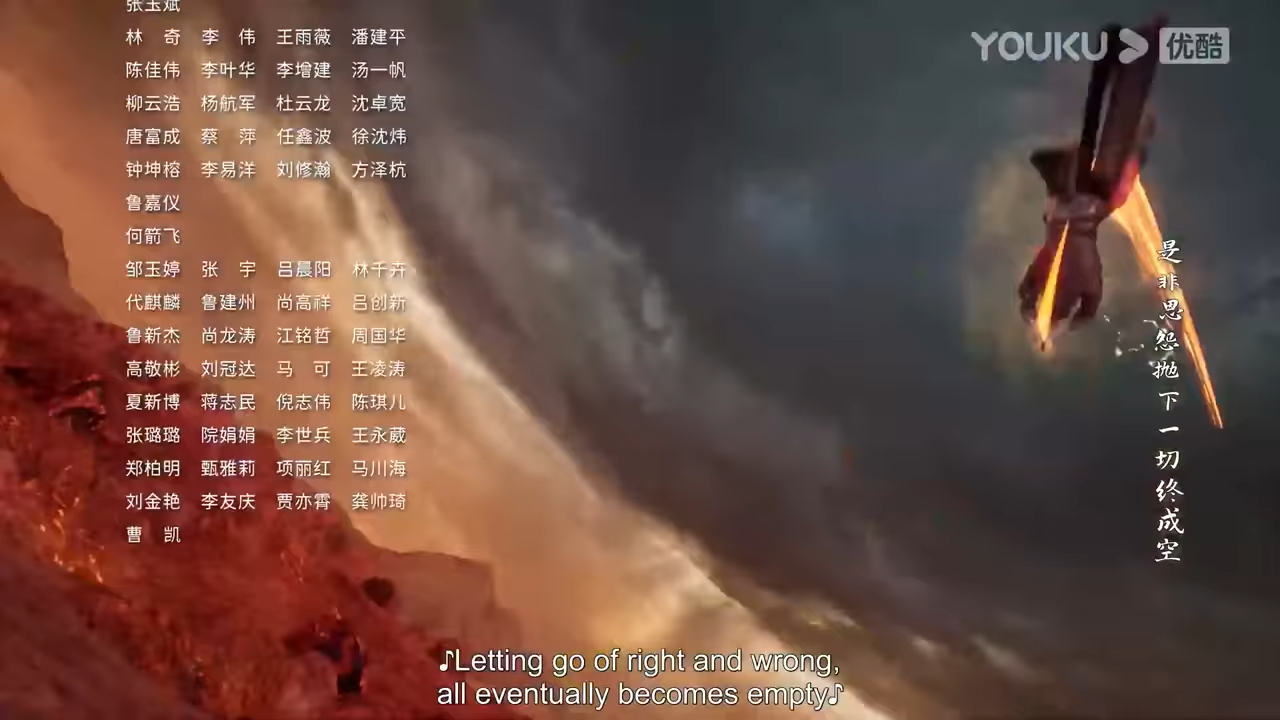 张玉斌
林 奇 李 伟 王雨薇 潘建平
陈佳伟 李叶华 李增建 汤一帆
柳云浩 杨航军 杜云龙 沈卓宽
唐富成 蔡 萍 任鑫波 徐沈炜
钟坤榕 李易洋 刘修瀚 方泽杭
鲁嘉仪
何箭飞
邹玉婷 张 宇 吕晨阳 林千卉
代麒麟 鲁建州 尚高祥 吕创新
鲁新杰 尚龙涛 江铭哲 周国华
高敬彬 刘冠达 马 可 王凌涛
夏新博 蒋志民 倪志伟 陈琪儿
张璐璐 院娟娟 李世兵 王永葳
郑柏明 甄雅莉 项丽红 马川海
刘金艳 李友庆 贾亦霄 龚帅琦
曹 凯
YOUKU 优酷
是非恩怨抛下一切终成空
♪Letting go of right and wrong,
all eventually becomes empty♪